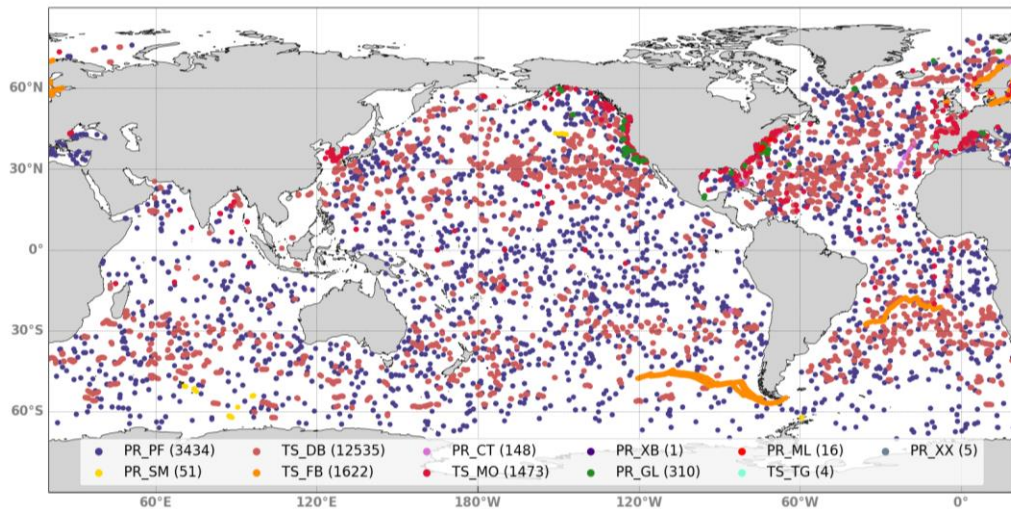 60°N
30°N
0°
30°S
60°S
PR_PF (3434) TS_DB (12535) PR_CT (148) PR_XB (1) PR_ML (16) PR_XX (5)
PR_SM (51) TS_FB (1622) TS_MO (1473) PR_GL (310) TS_TG (4)
60°E 120°E 180°W 120°W 60°W 0°